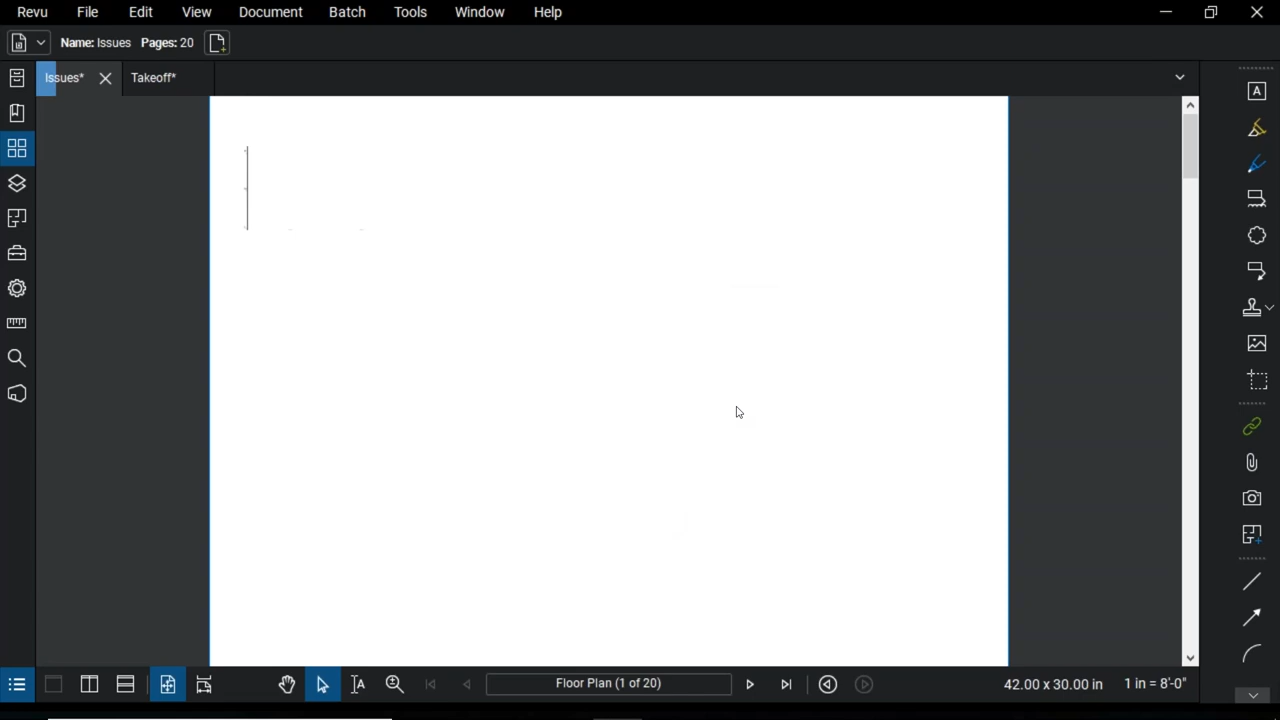 Revu File Edit View Document Batch Tools Window Help
Name: Issues Pages: 20
Issues* Takeoff*
A
Floor Plan (1 of 20) 42.00 x 30.00 in 1 in = 8'-0"